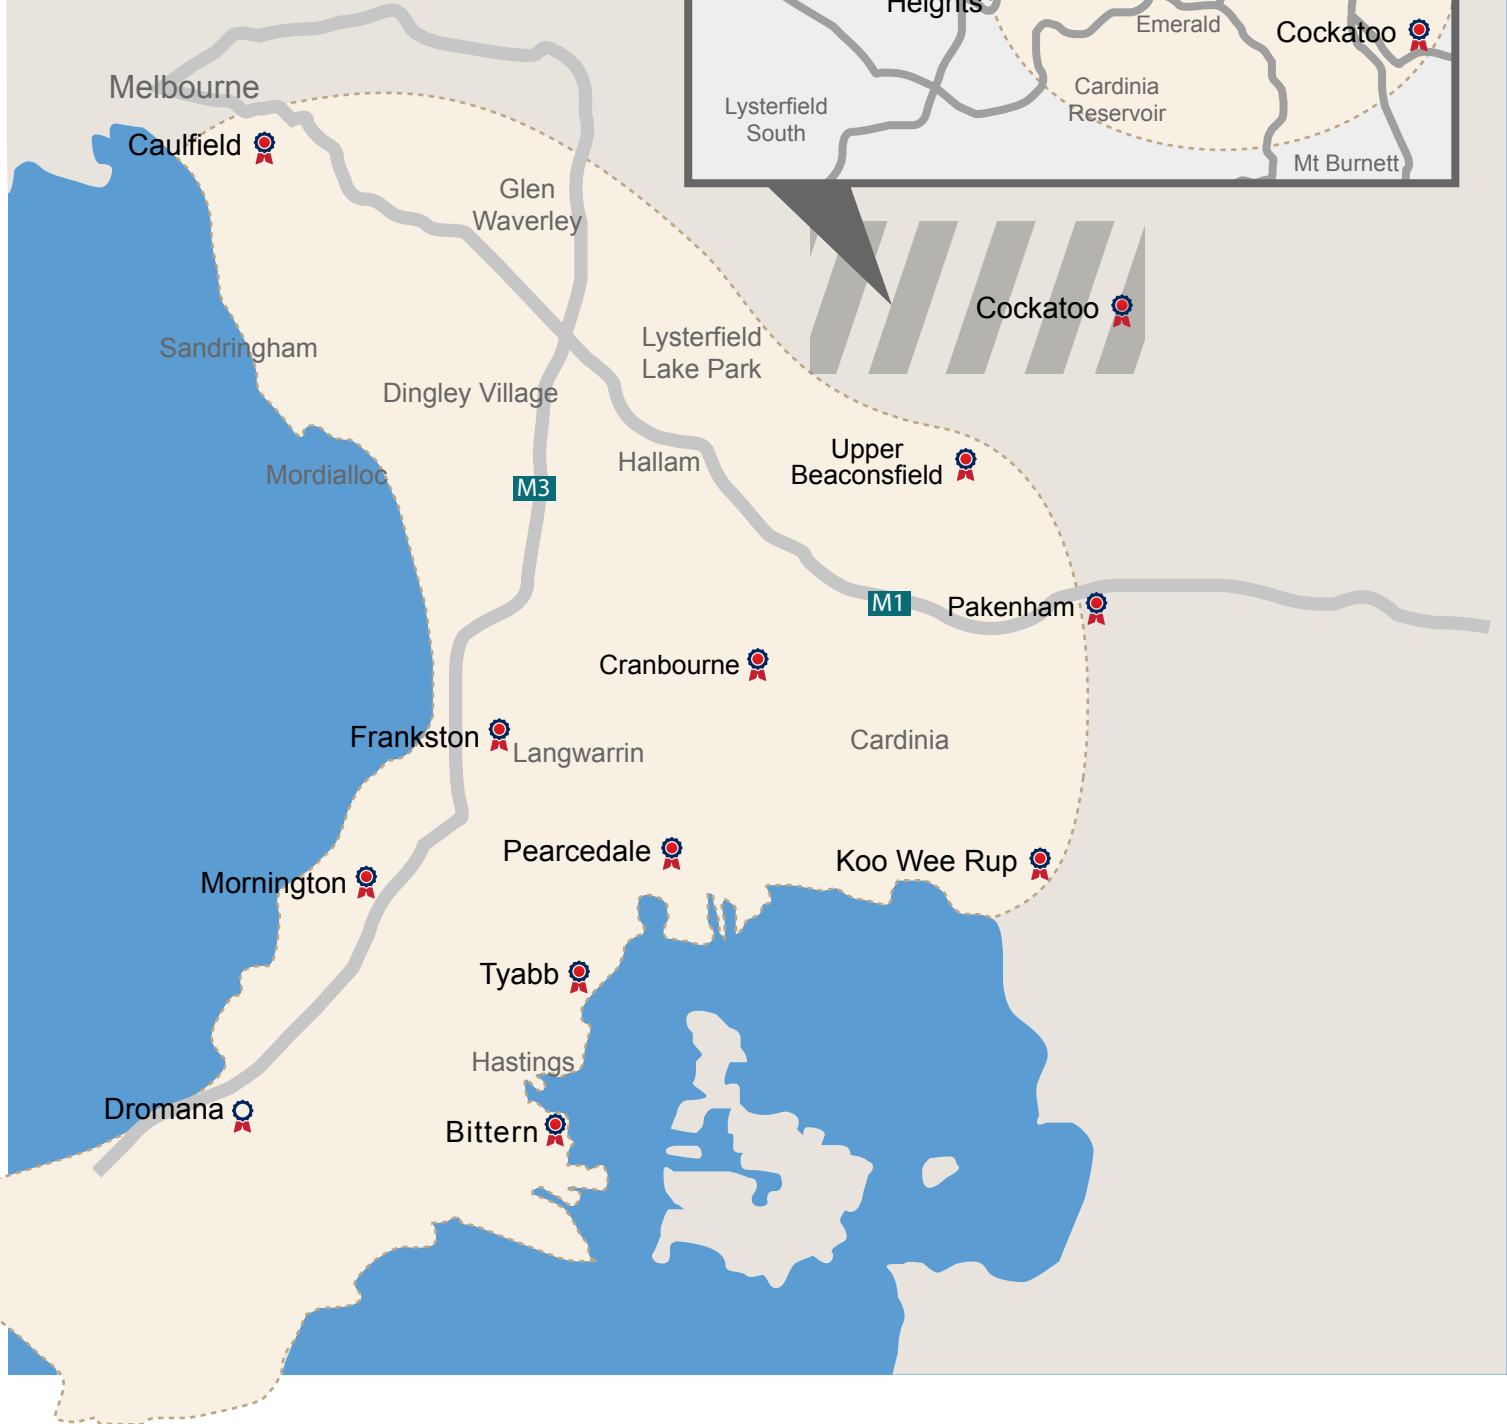 Heights
Emerald
Cockatoo
Melbourne
Cardinia
Reservoir
Lysterfield
South
Caulfield
Mt Burnett
Glen
Waverley
Cockatoo
Lysterfield
Lake Park
Sandringham
Dingley Village
Upper
Beaconsfield
Hallam
Mordialloc
M3
M1
Pakenham
Cranbourne
Frankston
Langwarrin
Cardinia
Pearcedale
Koo Wee Rup
Mornington
Tyabb
Hastings
Dromana
Bittern